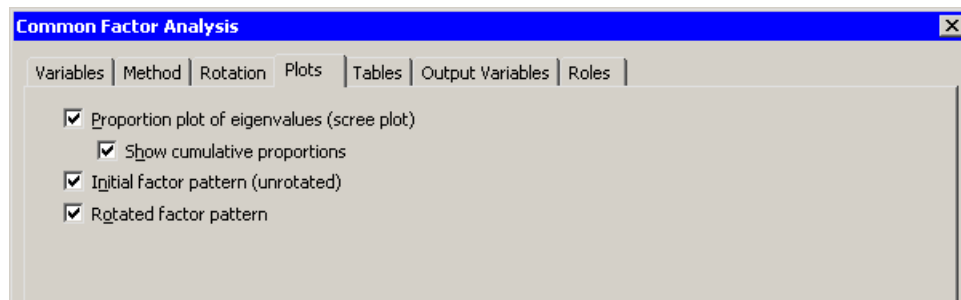 Common Factor Analysis
Variables Method Rotation Plots Tables Output Variables Roles
Proportion plot of eigenvalues (scree plot)
Show cumulative proportions
Initial factor pattern (unrotated)
Rotated factor pattern